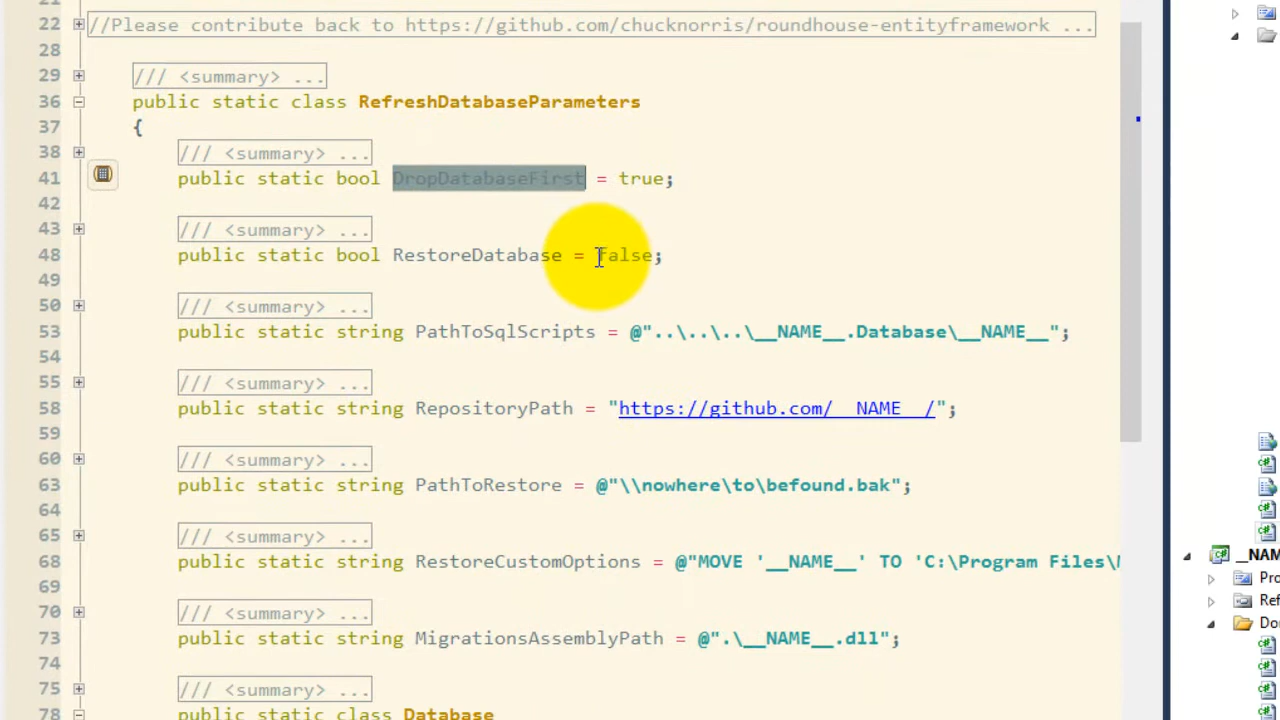 21
22 //Please contribute back to https://github.com/chucknorris/roundhouse-entityframework ...
28
29 /// <summary> ...
36 public static class RefreshDatabaseParameters
37 {
38 /// <summary> ...
41 public static bool DropDatabaseFirst = true;
42
43 /// <summary> ...
48 public static bool RestoreDatabase = false;
49
50 /// <summary> ...
53 public static string PathToSqlScripts = @"..\..\..\__NAME__.Database\__NAME__";
54
55 /// <summary> ...
58 public static string RepositoryPath = "https://github.com/__NAME__/";
59
60 /// <summary> ...
63 public static string PathToRestore = @"\\nowhere\to\befound.bak";
64
65 /// <summary> ...
68 public static string RestoreCustomOptions = @"MOVE '__NAME__' TO 'C:\Program Files\
69
70 /// <summary> ...
73 public static string MigrationsAssemblyPath = @".\__NAME__.dll";
74
75 /// <summary> ...
78 public static class Database
__NAM
Pro
Ref
Do